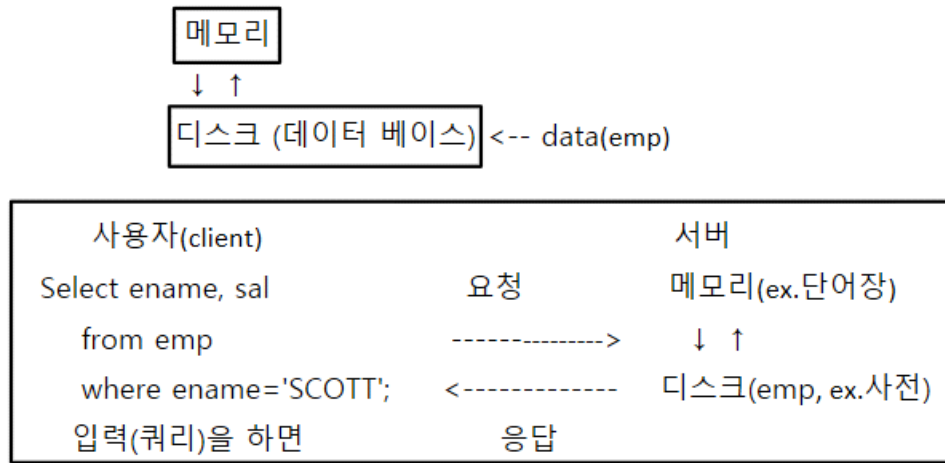 메모리
↓ ↑
디스크 (데이터 베이스) <-- data(emp)
사용자(client) 서버
Select ename, sal 요청 메모리(ex.단어장)
from emp ---------------> ↓ ↑
where ename='SCOTT'; <------------- 디스크(emp, ex.사전)
입력(쿼리)을 하면 응답